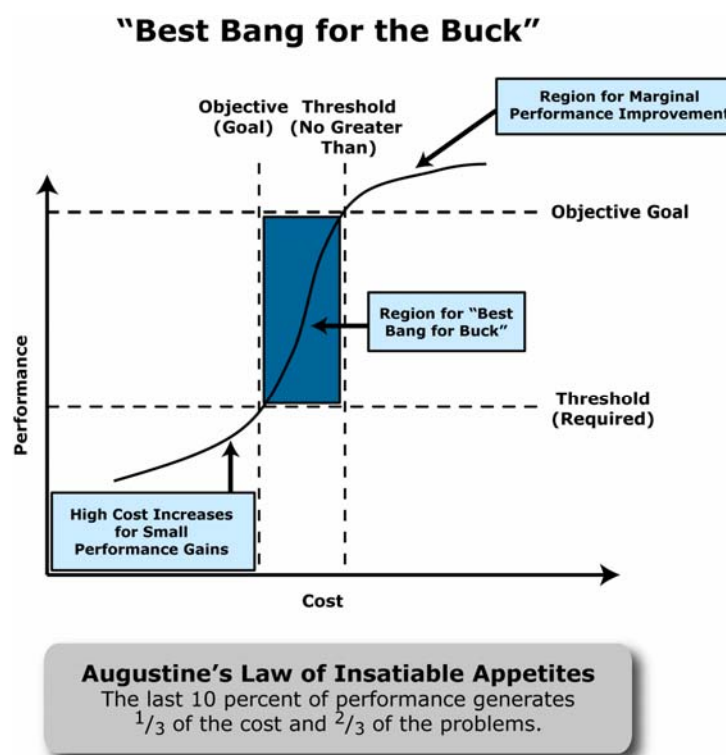 "Best Bang for the Buck"
Objective
(Goal)
Threshold
(No Greater
Than)
Region for Marginal
Performance Improvement
Objective Goal
Region for "Best
Bang for Buck"
Threshold
(Required)
Performance
High Cost Increases
for Small
Performance Gains
Cost
Augustine's Law of Insatiable Appetites
The last 10 percent of performance generates
1/3 of the cost and 2/3 of the problems.